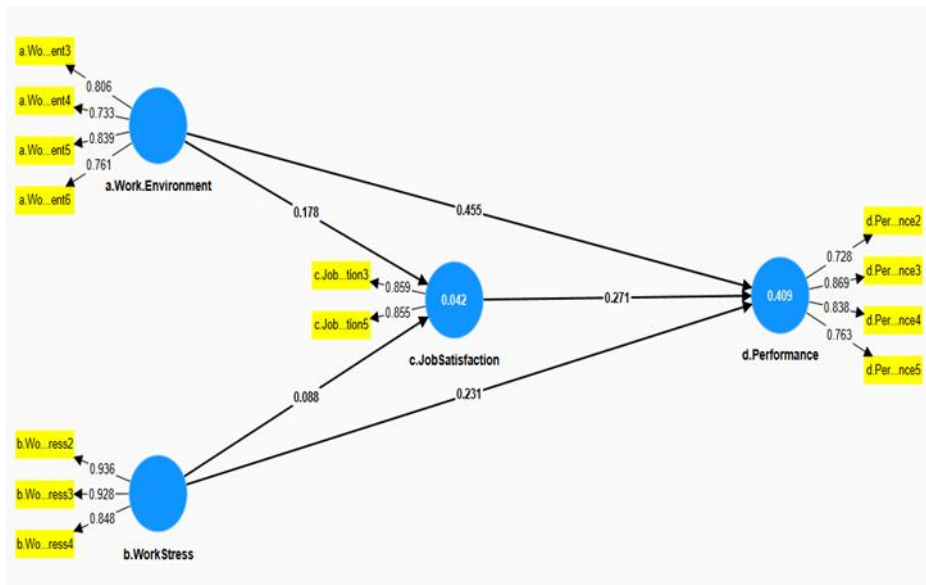 a.Wo...ent3
0.806
a.Wo...ent4
0.733
a.Wo...ent5
0.839
a.Wo...ent6
0.761
a.Work.Environment
0.178
0.455
c.Job...tion3
0.859
c.Job...tion5
0.855
0.042
c.JobSatisfaction
0.271
0.088
0.231
d.Per...nce2
0.728
d.Per...nce3
0.869
d.Per...nce4
0.838
d.Per...nce5
0.763
0.409
d.Performance
b.Wo...ress2
0.936
b.Wo...ress3
0.928
b.Wo...ress4
0.848
b.WorkStress